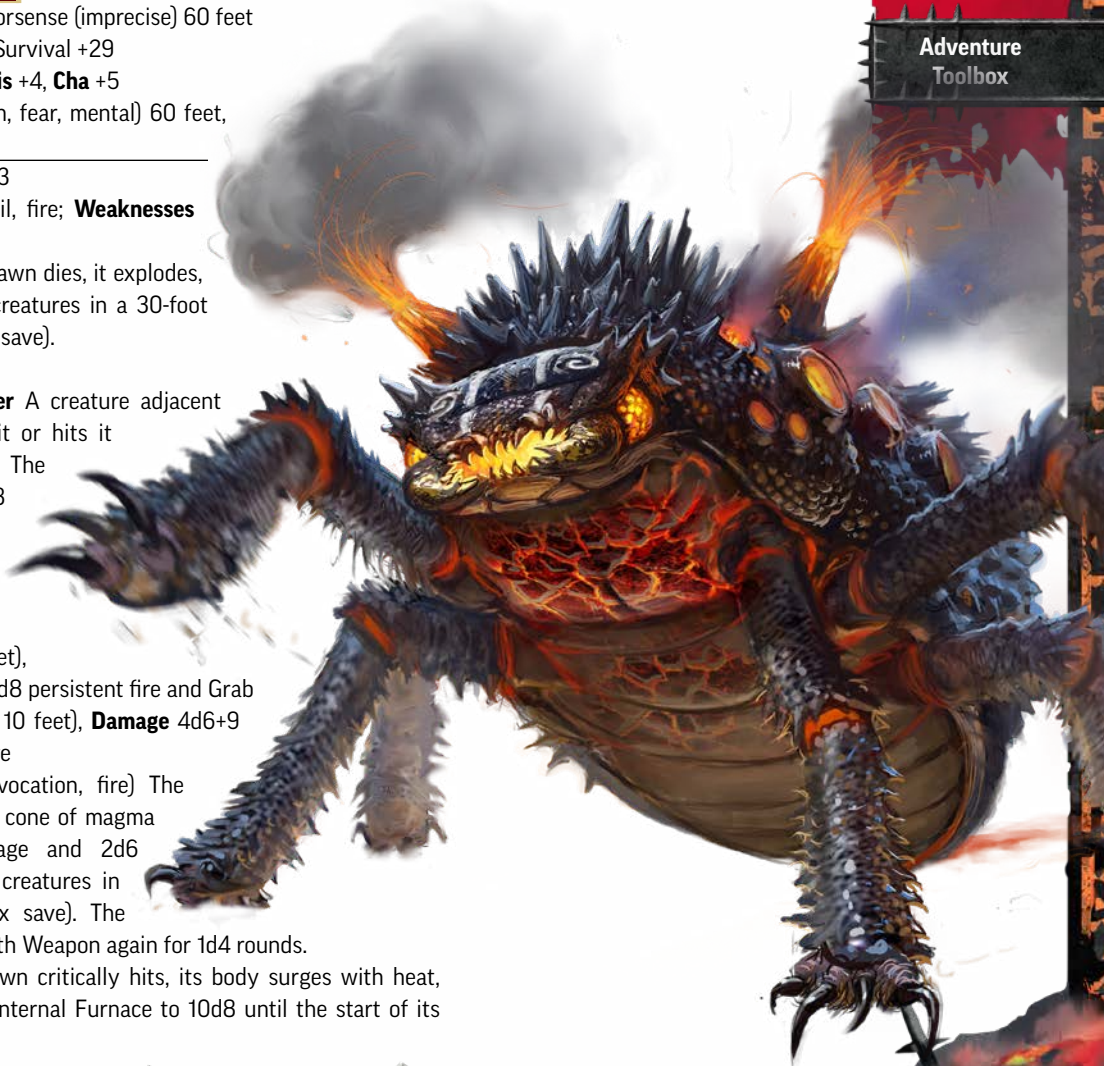 orsense (imprecise) 60 feet
Survival +29
is +4, Cha +5
n, fear, mental) 60 feet,
3
il, fire; Weaknesses
awn dies, it explodes,
creatures in a 30-foot
save).
er A creature adjacent
it or hits it
The
3
et),
d8 persistent fire and Grab
10 feet), Damage 4d6+9
e
vocation, fire) The
cone of magma
age and 2d6
creatures in
x save). The
th Weapon again for 1d4 rounds.
wn critically hits, its body surges with heat,
nternal Furnace to 10d8 until the start of its
Adventure
Toolbox